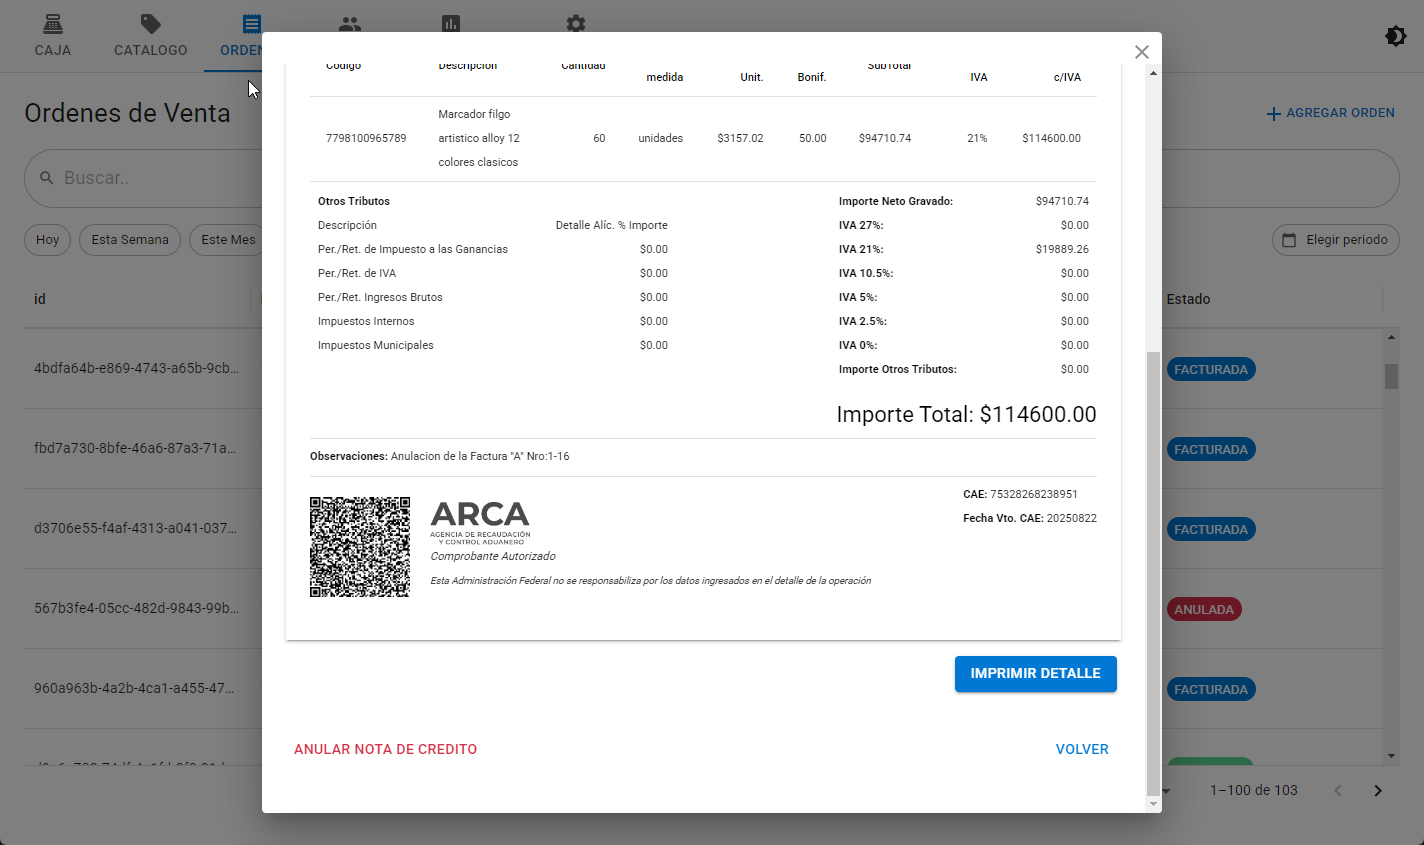 CAJA
CATALOGO
Ordenes de Venta
AGREGAR ORDEN
Buscar..
Hoy
Esta Semana
Este Mes
Elegir periodo
id
Estado
4bdfa64b-e869-4743-a65b-9cb...
FACTURADA
fbd7a730-8bfe-46a6-87a3-71a...
FACTURADA
d3706e55-f4af-4313-a041-037...
FACTURADA
567b3fe4-05cc-482d-9843-99b...
ANULADA
960a963b-4a2b-4ca1-a455-47...
FACTURADA
1–100 de 103
Código Descripción Cantidad medida Unit. Bonif. SubTotal IVA c/IVA
7798100965789 Marcador filgo artistico alloy 12 colores clasicos 60 unidades $3157.02 50.00 $94710.74 21% $114600.00
Otros Tributos
Descripción Detalle Alíc. % Importe
Per./Ret. de Impuesto a las Ganancias $0.00
Per./Ret. de IVA $0.00
Per./Ret. Ingresos Brutos $0.00
Impuestos Internos $0.00
Impuestos Municipales $0.00
Importe Neto Gravado: $94710.74
IVA 27%: $0.00
IVA 21%: $19889.26
IVA 10.5%: $0.00
IVA 5%: $0.00
IVA 2.5%: $0.00
IVA 0%: $0.00
Importe Otros Tributos: $0.00
Importe Total: $114600.00
Observaciones: Anulacion de la Factura "A" Nro:1-16
ARCA
AGENCIA DE RECAUDACIÓN
Y CONTROL ADUANERO
Comprobante Autorizado
Esta Administración Federal no se responsabiliza por los datos ingresados en el detalle de la operación
CAE: 75328268238951
Fecha Vto. CAE: 20250822
IMPRIMIR DETALLE
ANULAR NOTA DE CREDITO
VOLVER